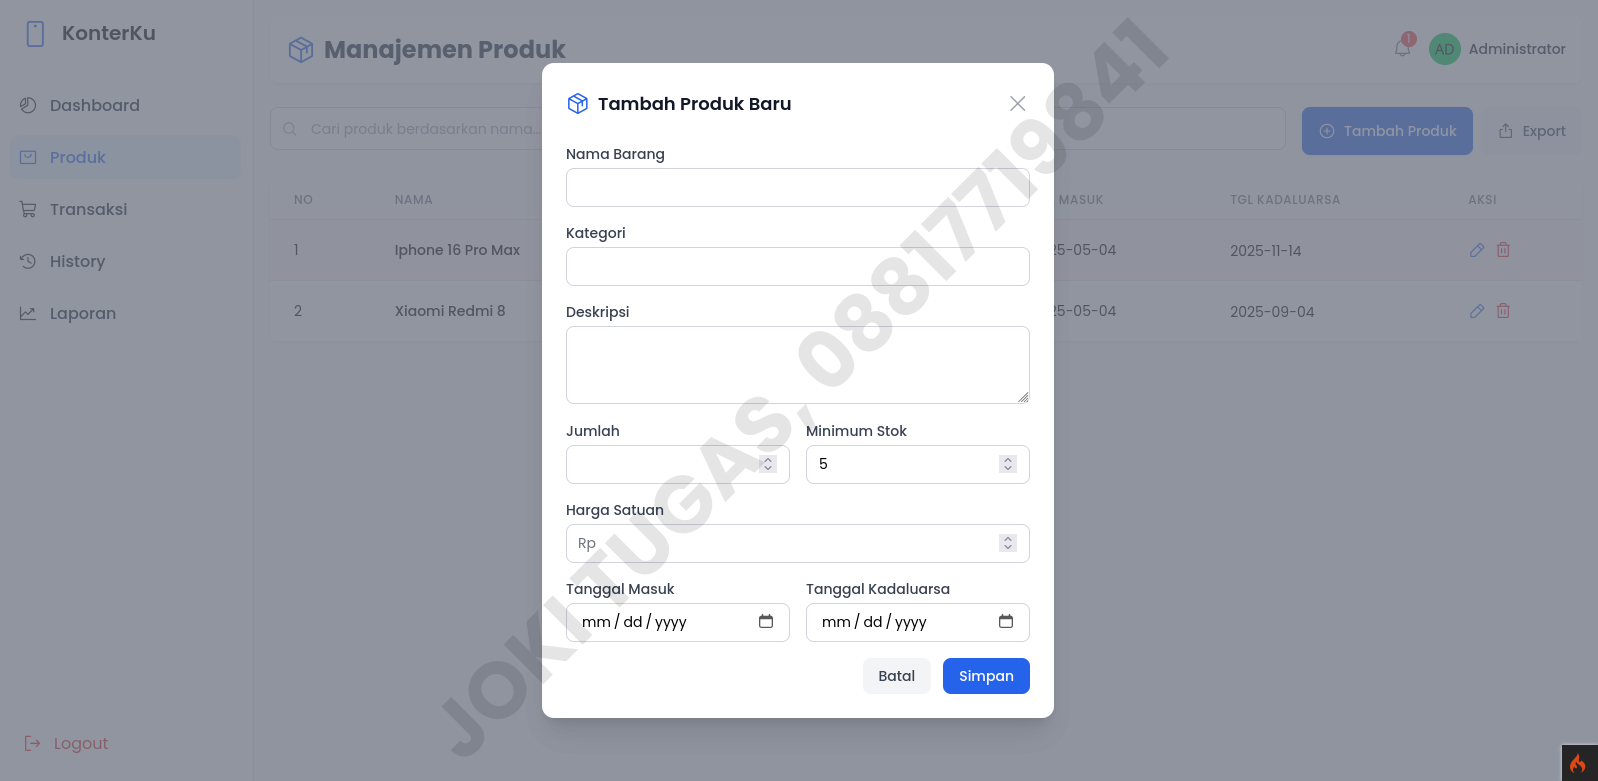 KonterKu
Dashboard
Produk
Transaksi
History
Laporan
Logout
Manajemen Produk
1
AD
Administrator
Cari produk berdasarkan nama...
Tambah Produk
Export
NO
NAMA
MASUK
TGL KADALUARSA
AKSI
1
Iphone 16 Pro Max
25-05-04
2025-11-14
2
Xiaomi Redmi 8
25-05-04
2025-09-04
Tambah Produk Baru
Nama Barang
Kategori
Deskripsi
Jumlah
Minimum Stok
5
Harga Satuan
Rp
Tanggal Masuk
Tanggal Kadaluarsa
mm / dd / yyyy
mm / dd / yyyy
Batal
Simpan
JOKI TUGAS, 088177719841